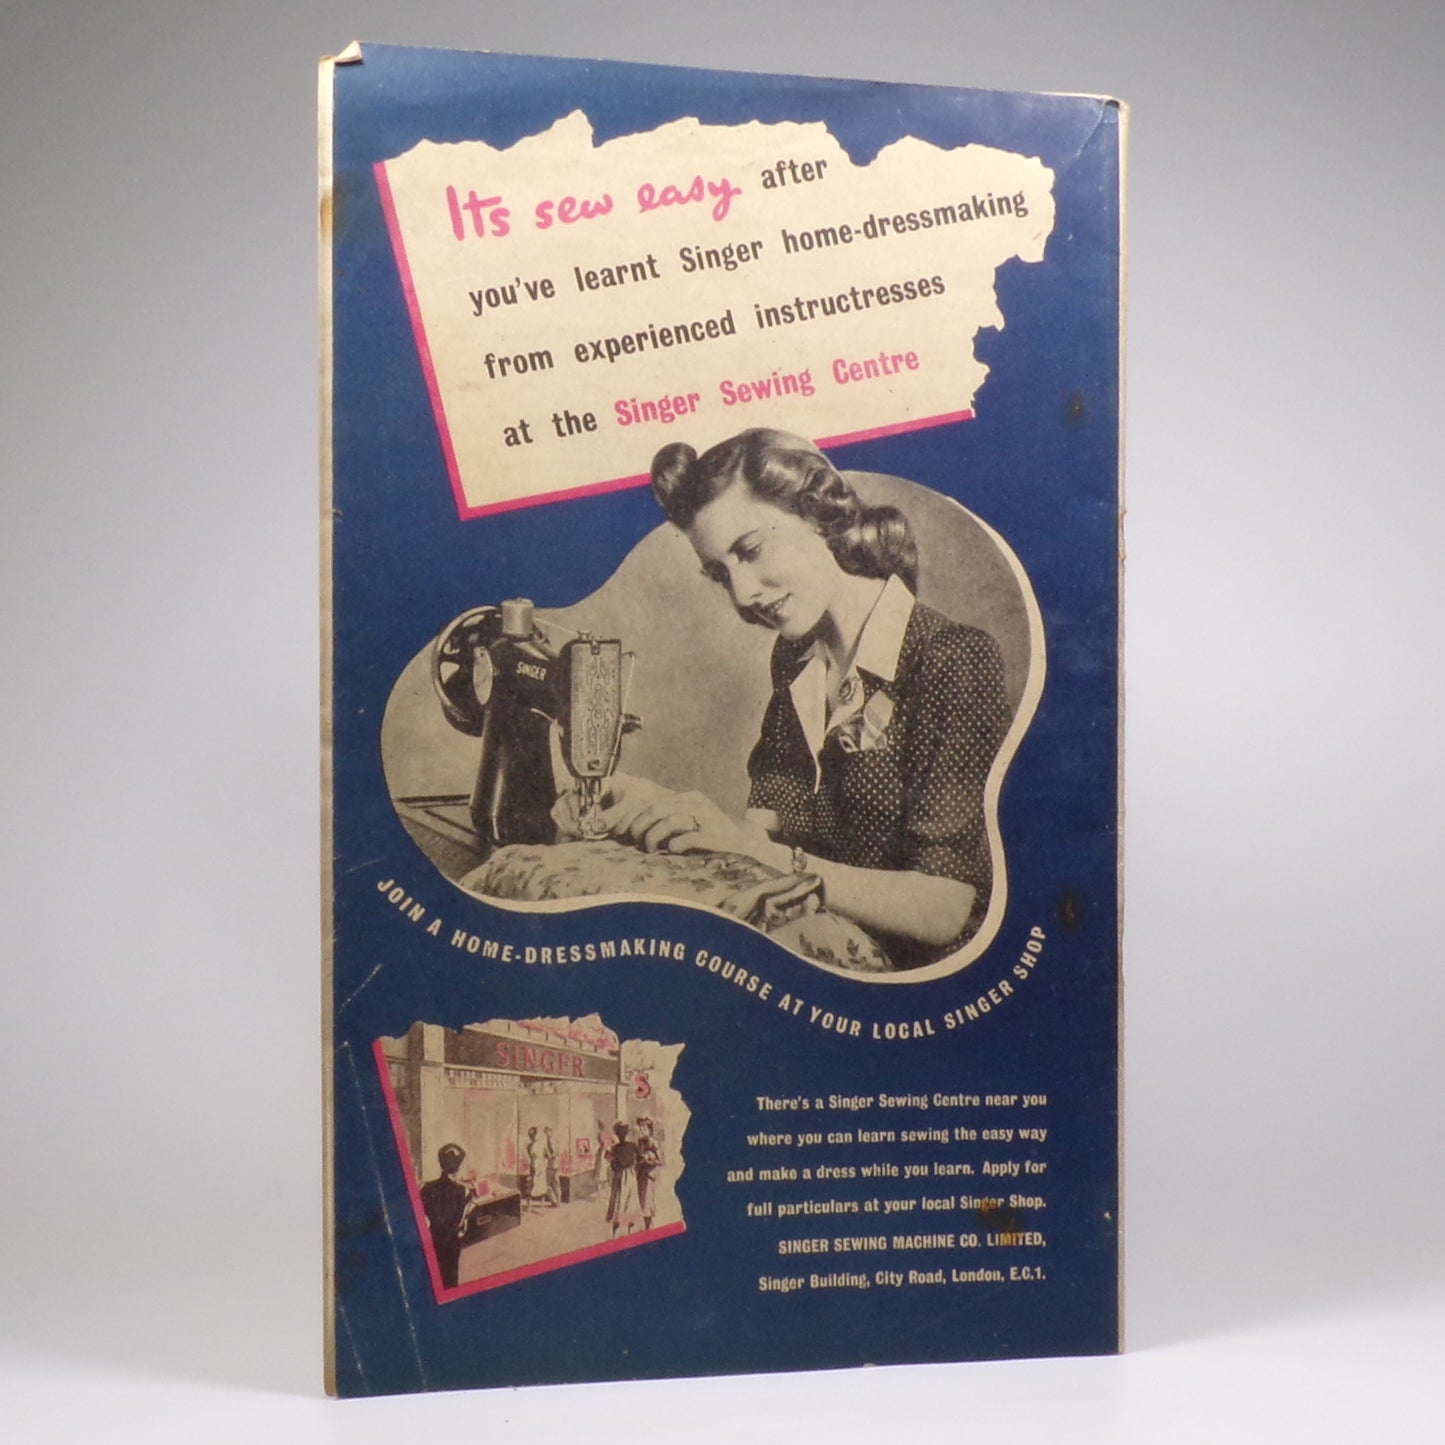 It's sew easy after
you've learnt Singer home-dressmaking
from experienced instructresses
at the Singer Sewing Centre
SINGER
JOIN A HOME-DRESSMAKING COURSE AT YOUR LOCAL SINGER SHOP
SINGER
S
There's a Singer Sewing Centre near you
where you can learn sewing the easy way
and make a dress while you learn. Apply for
full particulars at your local Singer Shop.
SINGER SEWING MACHINE CO. LIMITED,
Singer Building, City Road, London, E.C.1.